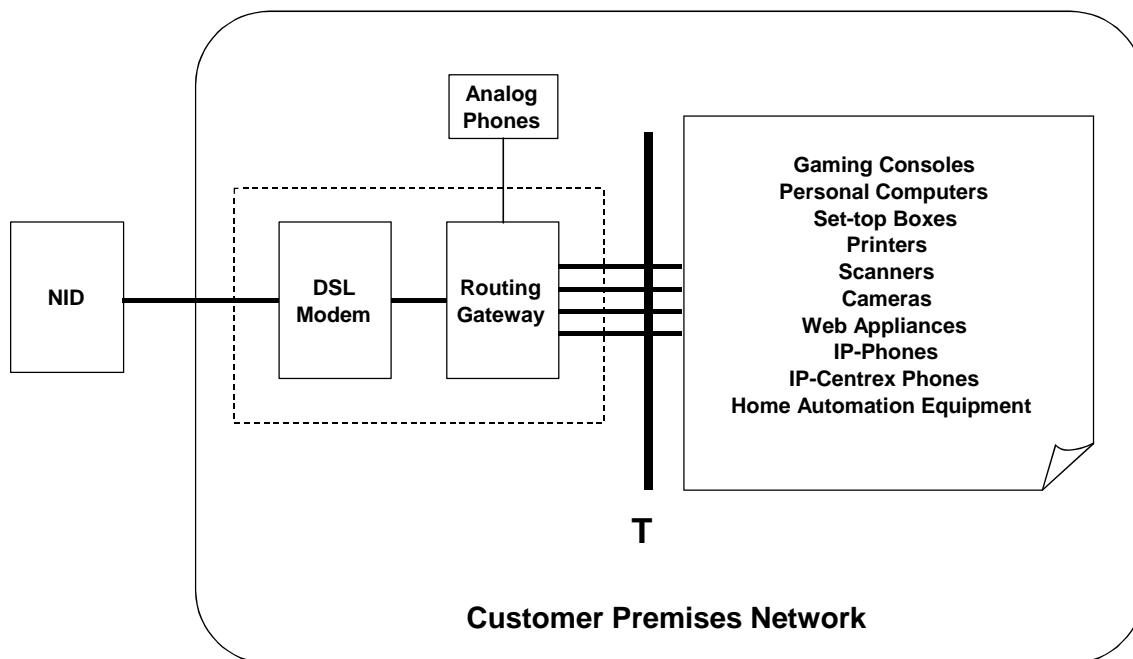 Analog
Phones
NID
DSL
Modem
Routing
Gateway
Gaming Consoles
Personal Computers
Set-top Boxes
Printers
Scanners
Cameras
Web Appliances
IP-Phones
IP-Centrex Phones
Home Automation Equipment
T
Customer Premises Network